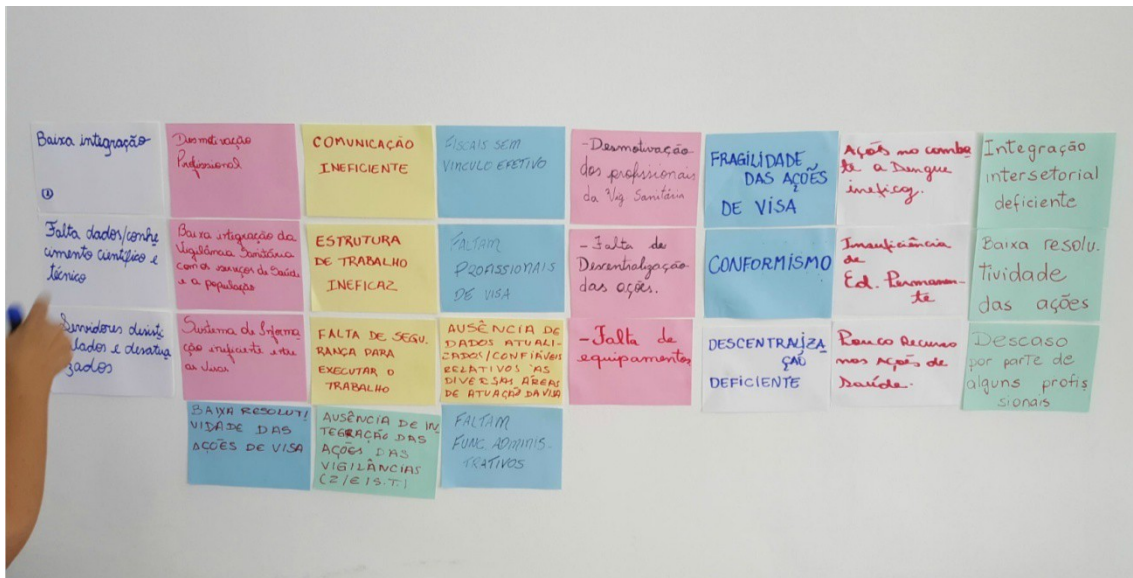 Baixa integração
①
Desmotivação
Profissional
COMUNICAÇÃO
INEFICIENTE
FISCAIS SEM
VINCULO EFETIVO
-Desmotivação
dos profissionais
da Vig Sanitária
FRAGILIDADE
DAS AÇÕES
DE VISA
Ações no comba
te a Dengue
ineficaz.
Integração
intersetorial
deficiente
Falta dados/conhe
cimento científico e
técnico
Baixa integração da
Vigilância Sanitária
com os serviços de Saúde
e a população
ESTRUTURA
DE TRABALHO
INEFICAZ
FALTAM
PROFISSIONAIS
DE VISA
- Falta de
Descentralização
das ações.
CONFORMISMO
Insuficiência
de
Ed. Permanen-
te
Baixa resolu.
tividade
das ações
Servidores desisti
lados e desatua
lizados
Sistema de Informa
ção ineficiente entre
as Visas
FALTA DE SEGU.
RANÇA PARA
EXECUTAR O
TRABALHO
AUSÊNCIA DE
DADOS ATUALI-
ZADOS/CONFIÁVEIS
RELATIVOS AS
DIVERSAS ÁREAS
DE ATUAÇÃO DA VISA
-Falta de
equipamentos
DESCENTRALIZA
ÇÃO
DEFICIENTE
Pouco Recurso
nas Ações de
Saúde.
Descaso
por parte de
alguns profis
sionais
BAIXA RESOLUTI
VIDADE DAS
AÇÕES DE VISA
AUSÊNCIA DE IN
TEGRAÇÃO DAS
AÇÕES DAS
VIGILÂNCIAS
(Z/E/S.T.)
FALTAM
FUNC. ADMINIS-
TRATIVOS